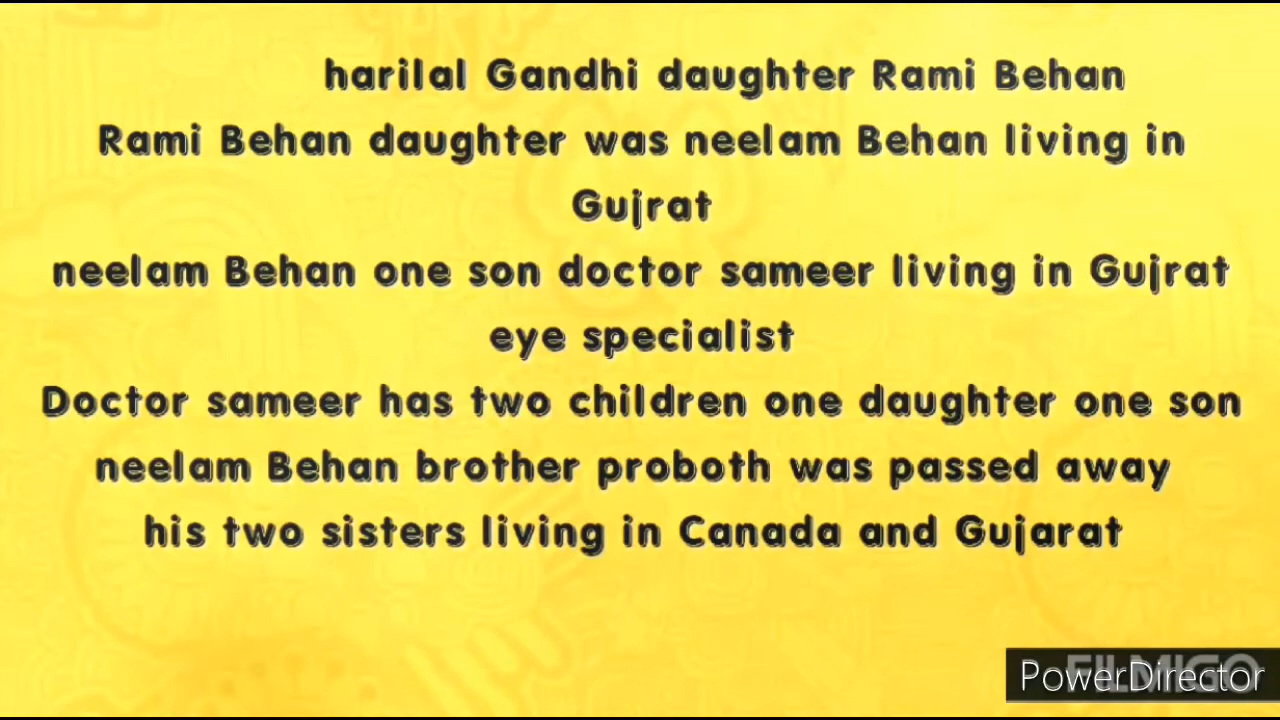 harilal Gandhi daughter Rami Behan
Rami Behan daughter was neelam Behan living in
Gujrat
neelam Behan one son doctor sameer living in Gujrat
eye specialist
Doctor sameer has two children one daughter one son
neelam Behan brother proboth was passed away
his two sisters living in Canada and Gujarat
FILMIGO
PowerDirector